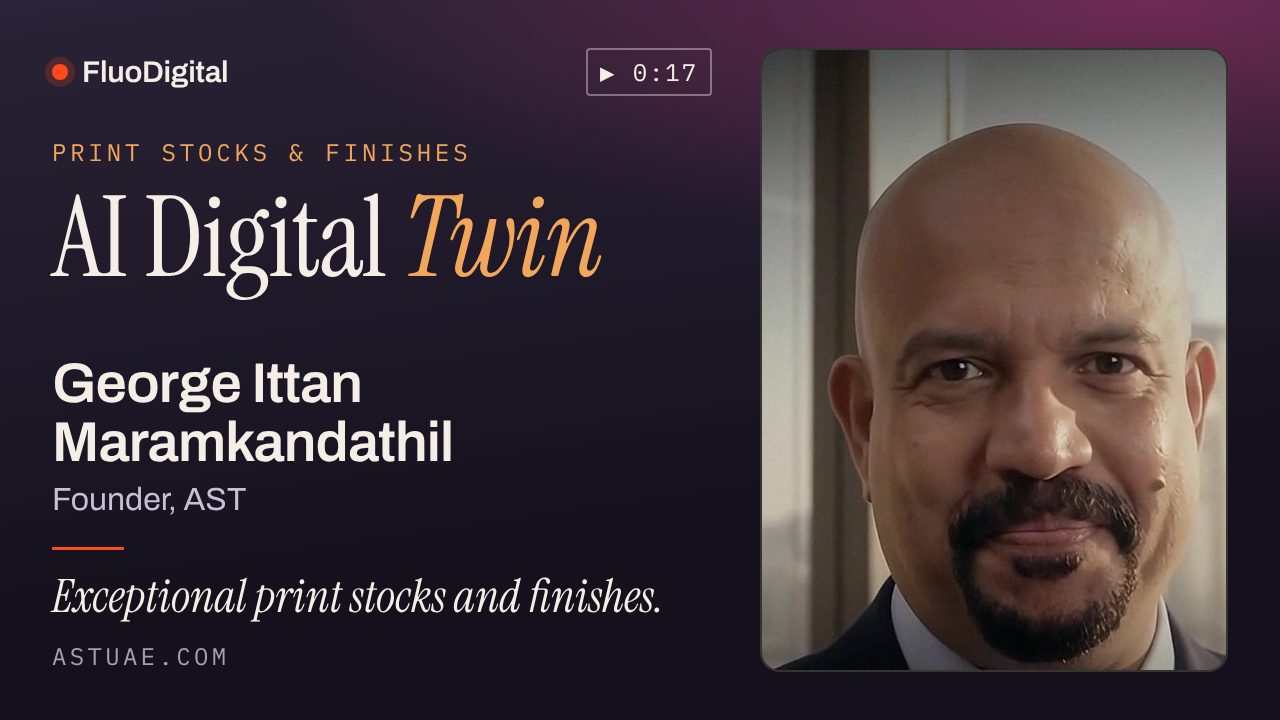 FluoDigital
▶ 0:17
PRINT STOCKS & FINISHES
AI Digital Twin
George Ittan
Maramkandathil
Founder, AST
Exceptional print stocks and finishes.
ASTUAE.COM